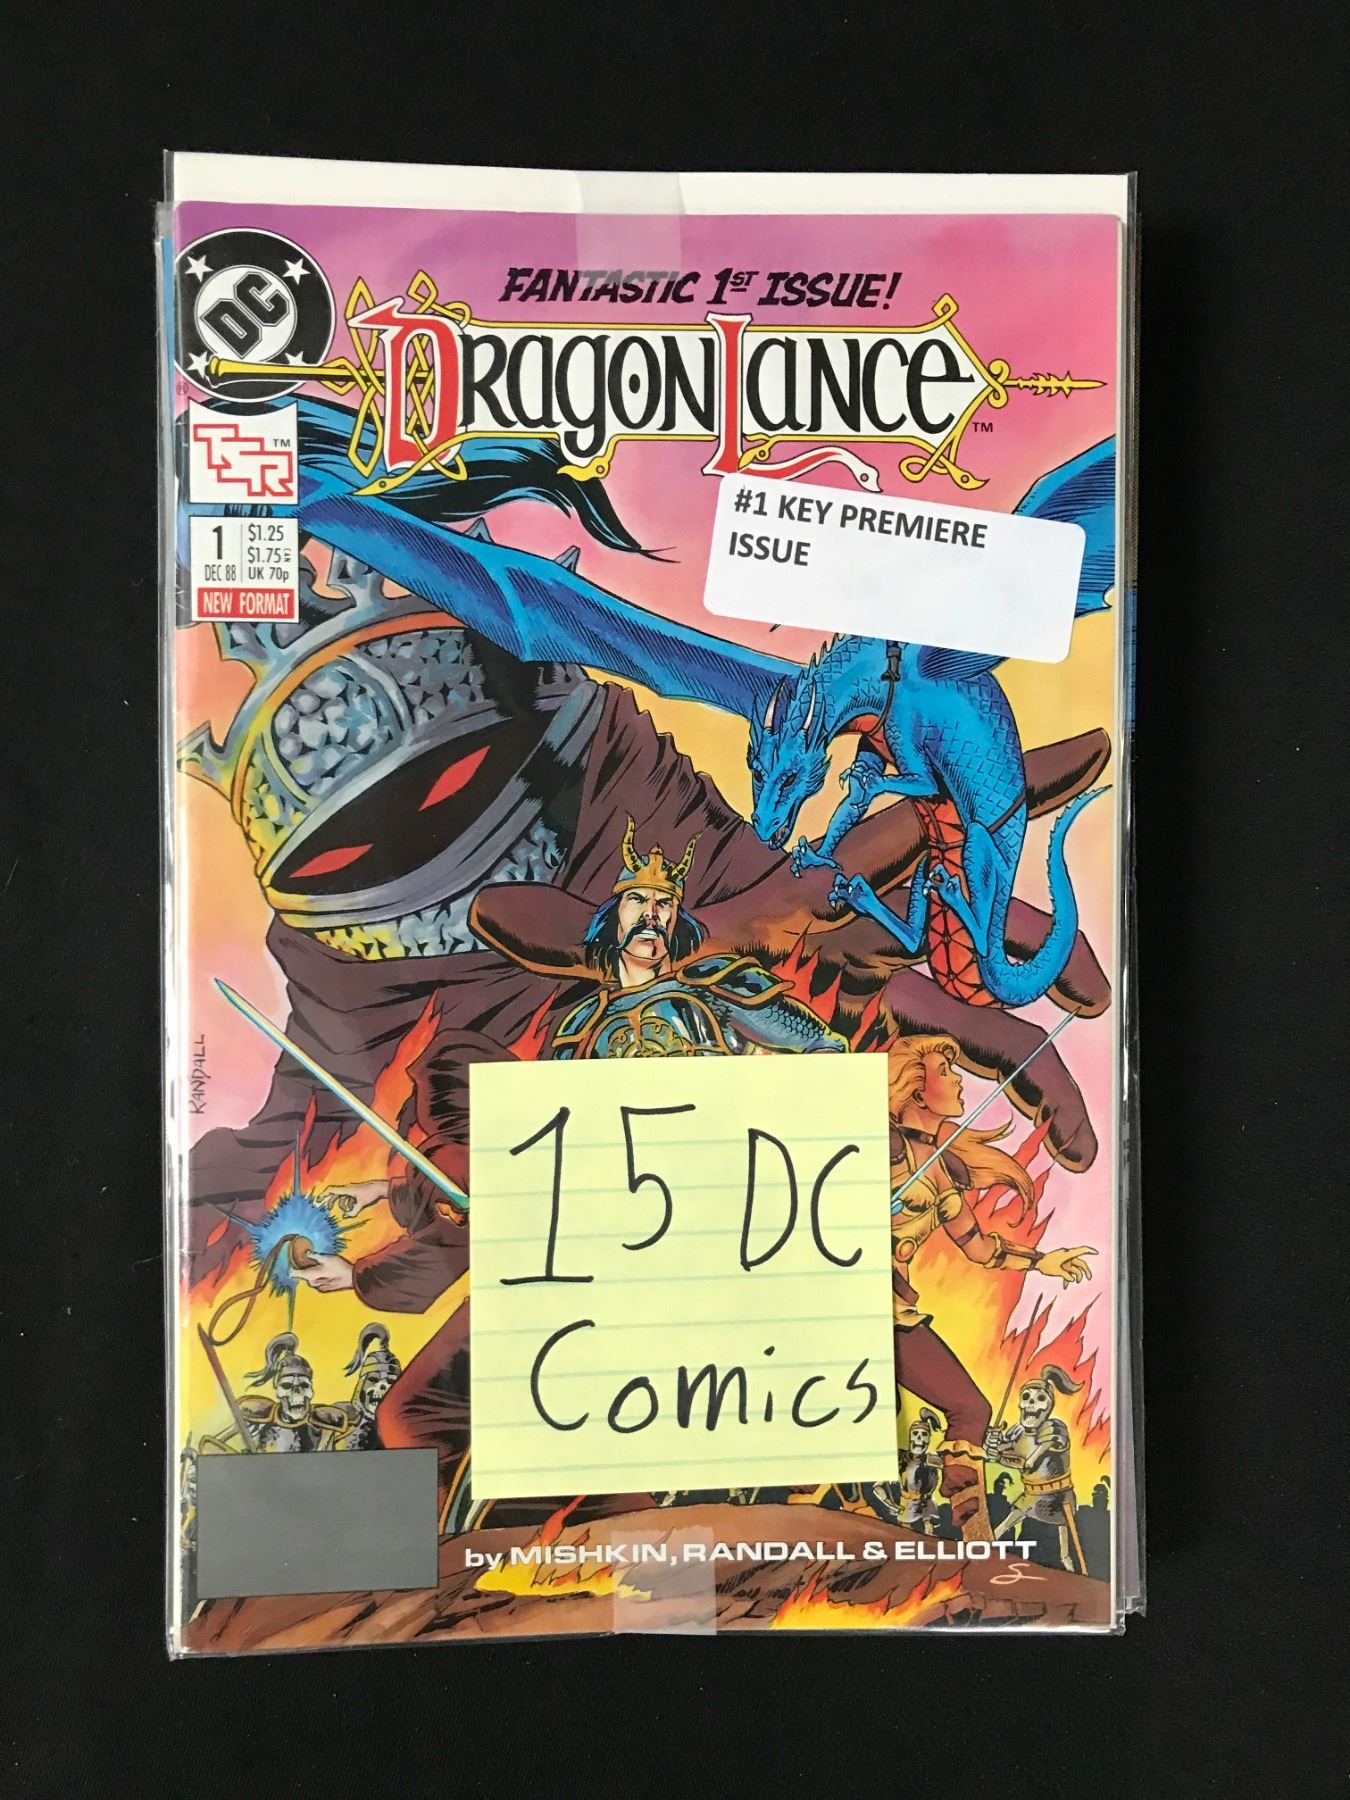 FANTASTIC 1ST ISSUE!
DC
DRAGONLANCE
TM
®
TSR TM
#1 KEY PREMIERE
ISSUE
1 $1.25
$1.75 CAN
DEC 88 UK 70p
NEW FORMAT
RANDALL
15 DC
Comics
by MISHKIN, RANDALL & ELLIOTT